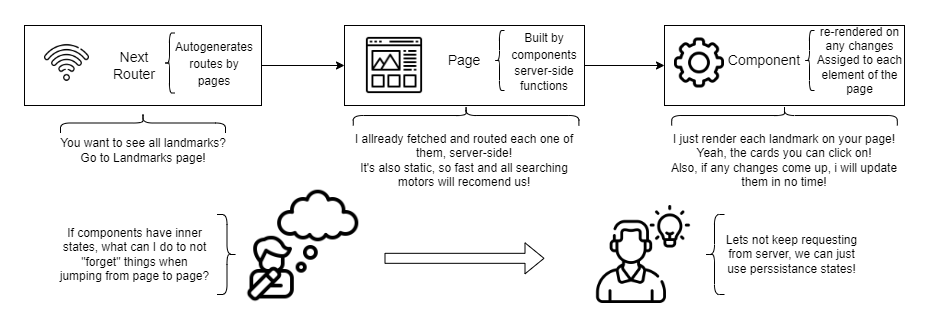 Next
Router
Autogenerates
routes by
pages
Page
Built by
components
server-side
functions
Component
re-rendered on
any changes
Assiged to each
element of the
page
You want to see all landmarks?
Go to Landmarks page!
I allready fetched and routed each one of
them, server-side!
It's also static, so fast and all searching
motors will recomend us!
I just render each landmark on your page!
Yeah, the cards you can click on!
Also, if any changes come up, i will update
them in no time!
If components have inner
states, what can I do to not
"forget" things when
jumping from page to page?
Lets not keep requesting
from server, we can just
use perssistance states!